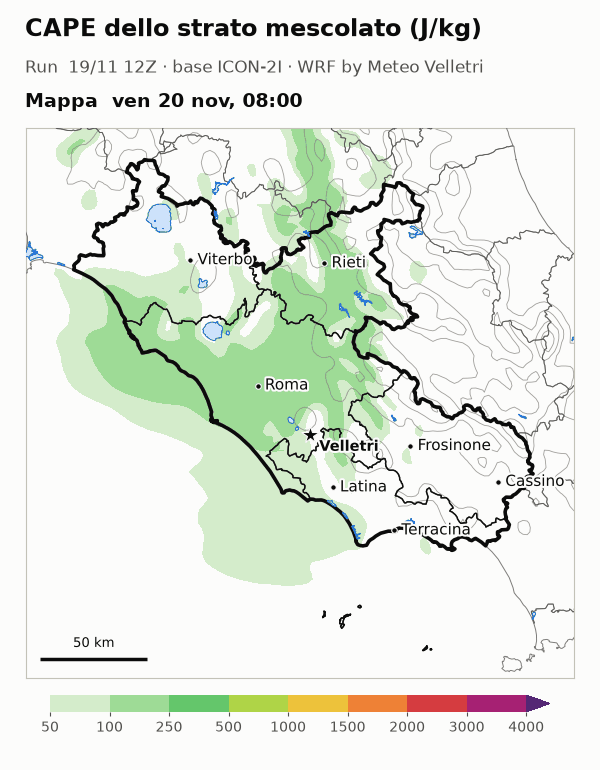 CAPE dello strato mescolato (J/kg)
Run  19/11 12Z · base ICON-2I · WRF by Meteo Velletri
Mappa  ven 20 nov, 08:00
Viterbo
Rieti
Roma
Velletri
Frosinone
Latina
Cassino
Terracina
50 km
50 100 250 500 1000 1500 2000 3000 4000